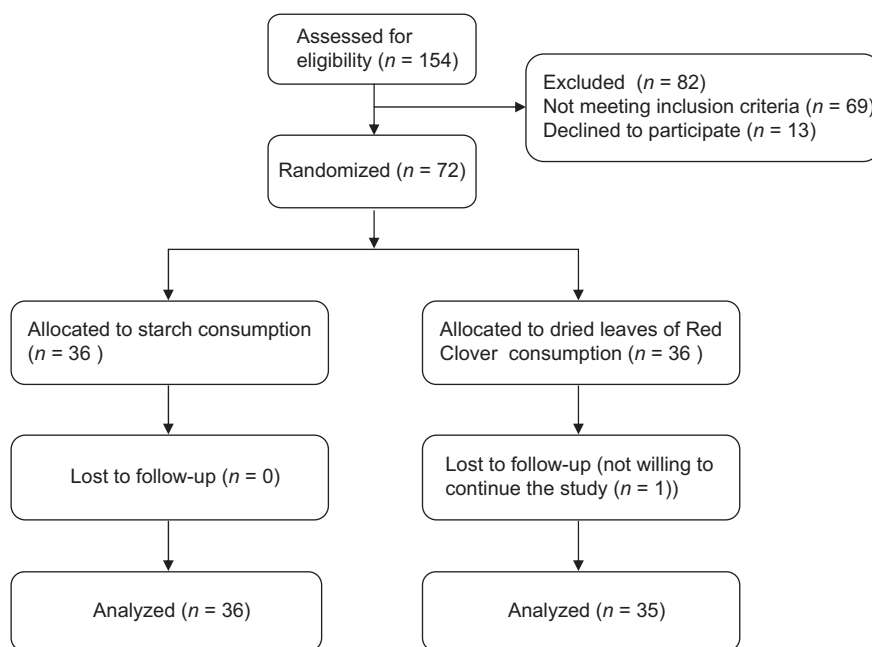 Assessed for
eligibility (n = 154)
Excluded (n = 82)
Not meeting inclusion criteria (n = 69)
Declined to participate (n = 13)
Randomized (n = 72)
Allocated to starch consumption
(n = 36 )
Allocated to dried leaves of Red
Clover consumption (n = 36 )
Lost to follow-up (n = 0)
Lost to follow-up (not willing to
continue the study (n = 1))
Analyzed (n = 36)
Analyzed (n = 35)